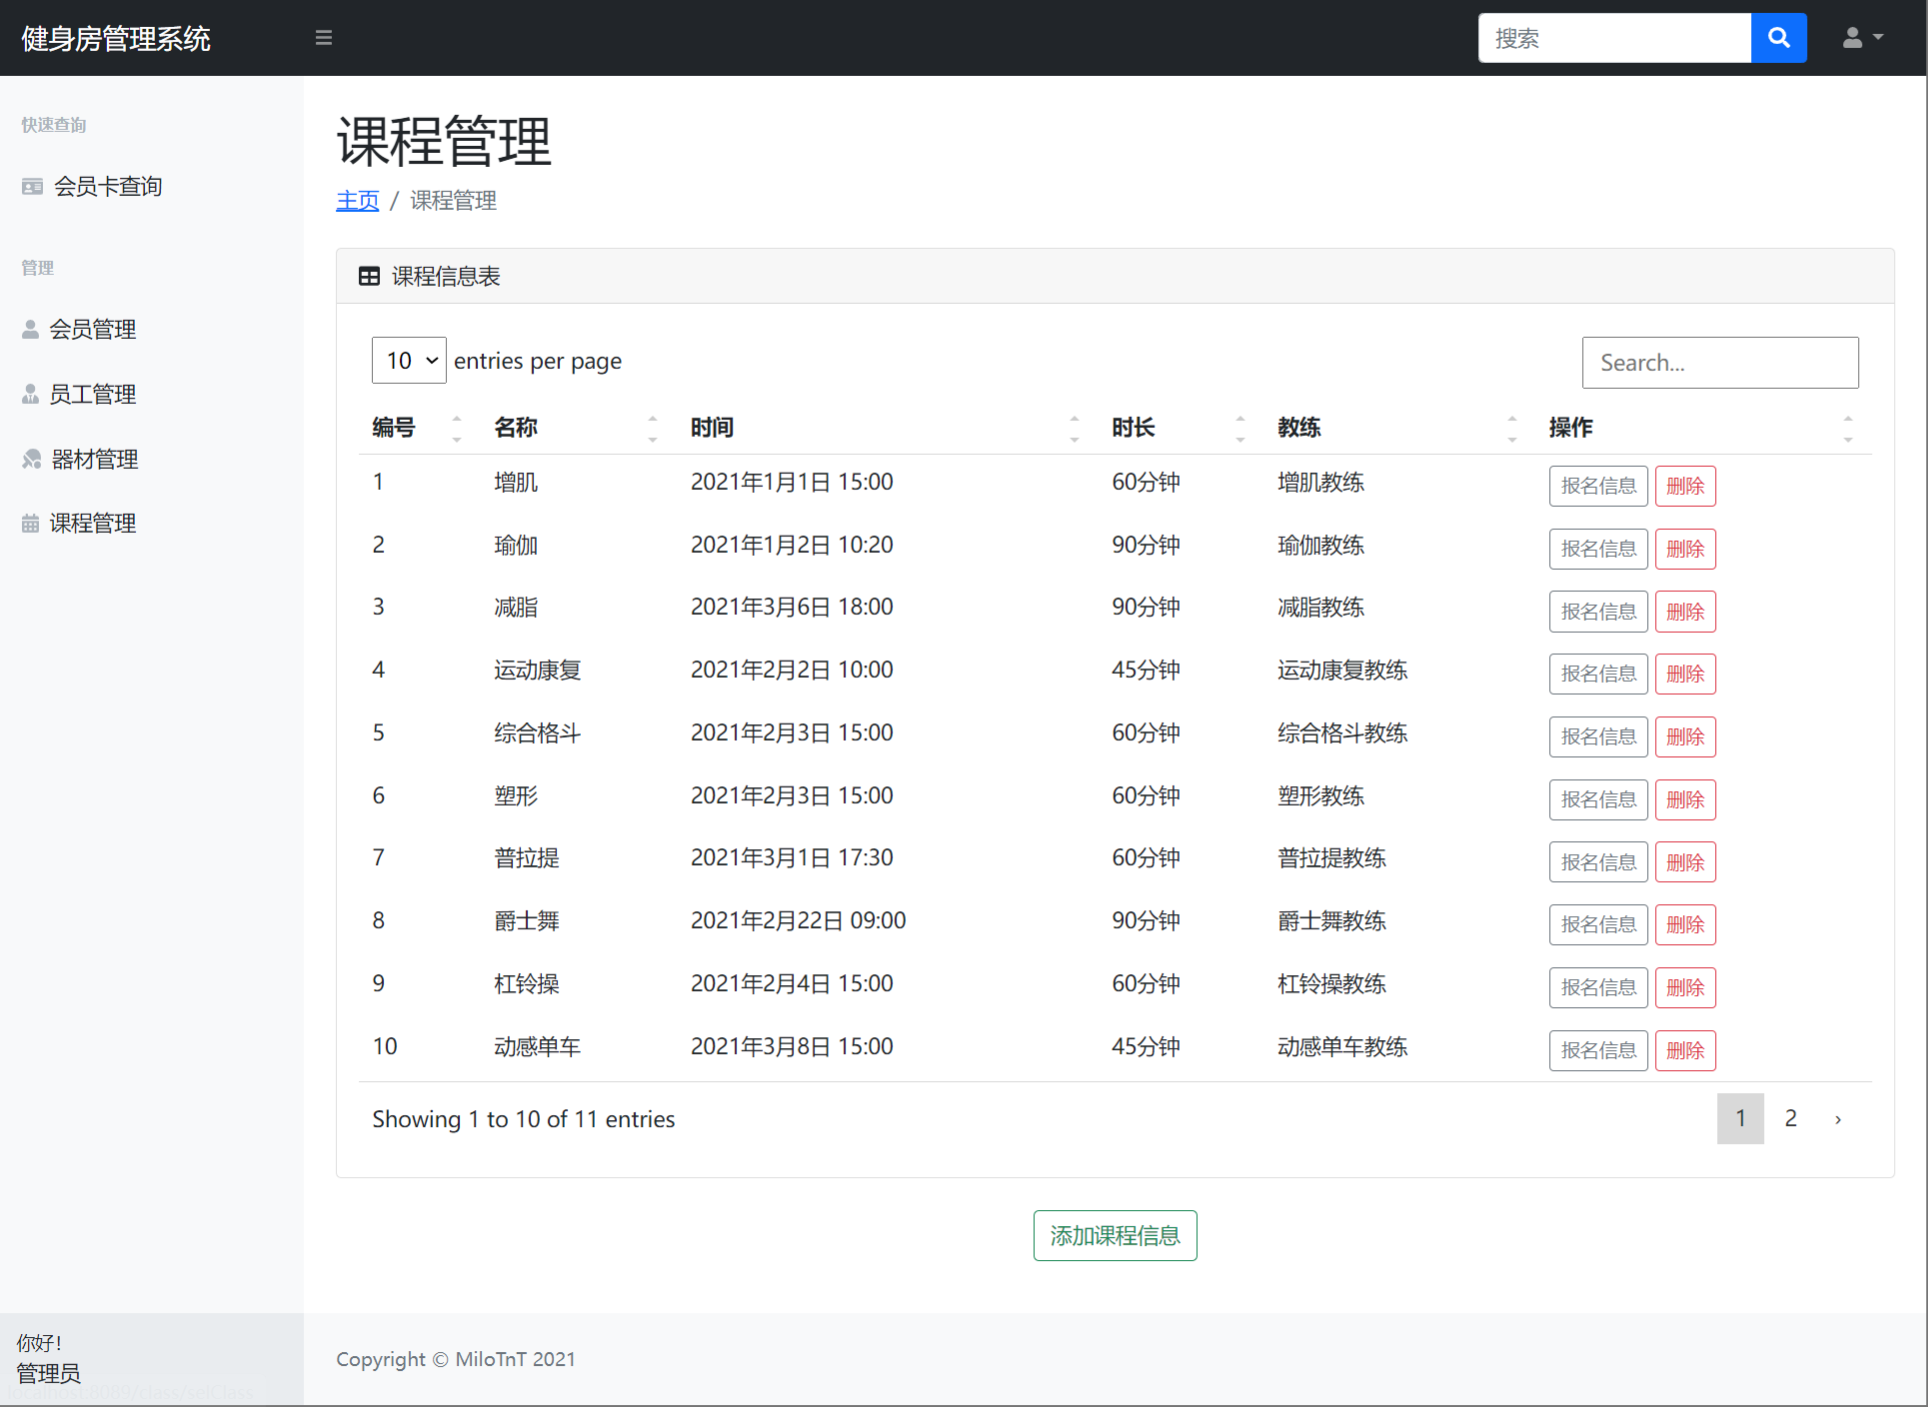 健身房管理系统
搜索
快速查询
会员卡查询
管理
会员管理
员工管理
器材管理
课程管理
课程管理
主页 / 课程管理
课程信息表
10 entries per page
Search...
编号 名称 时间 时长 教练 操作
1 增肌 2021年1月1日 15:00 60分钟 增肌教练 报名信息 删除
2 瑜伽 2021年1月2日 10:20 90分钟 瑜伽教练 报名信息 删除
3 减脂 2021年3月6日 18:00 90分钟 减脂教练 报名信息 删除
4 运动康复 2021年2月2日 10:00 45分钟 运动康复教练 报名信息 删除
5 综合格斗 2021年2月3日 15:00 60分钟 综合格斗教练 报名信息 删除
6 塑形 2021年2月3日 15:00 60分钟 塑形教练 报名信息 删除
7 普拉提 2021年3月1日 17:30 60分钟 普拉提教练 报名信息 删除
8 爵士舞 2021年2月22日 09:00 90分钟 爵士舞教练 报名信息 删除
9 杠铃操 2021年2月4日 15:00 60分钟 杠铃操教练 报名信息 删除
10 动感单车 2021年3月8日 15:00 45分钟 动感单车教练 报名信息 删除
Showing 1 to 10 of 11 entries
1 2 ›
添加课程信息
你好！
管理员
Copyright © MiloTnT 2021